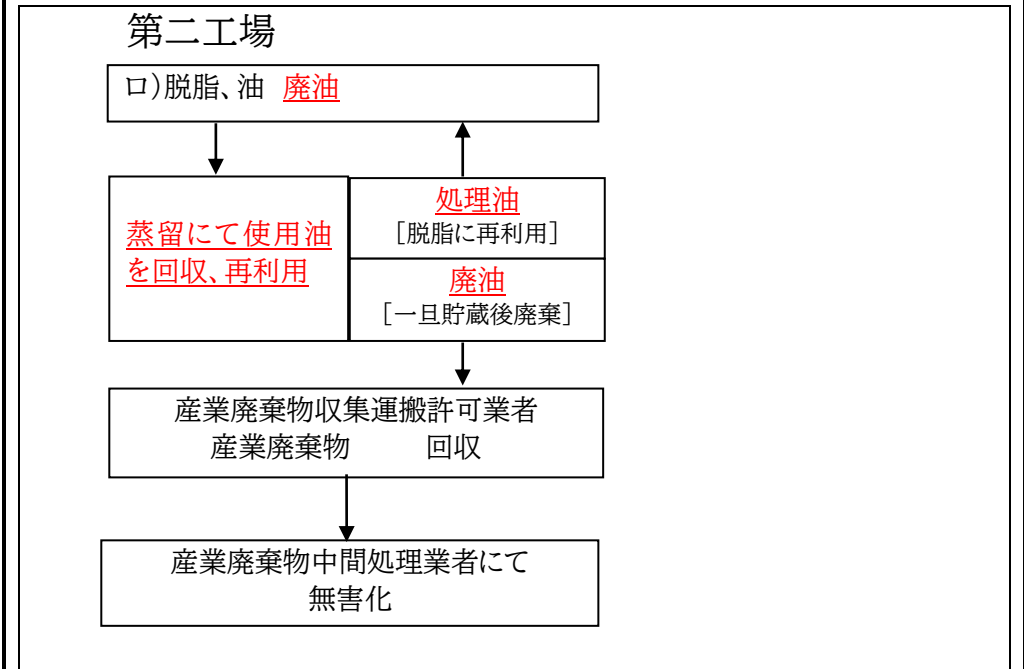 第二工場
ロ)脱脂、油 廃油
蒸留にて使用油
を回収、再利用
処理油
[脱脂に再利用]
廃油
[一旦貯蔵後廃棄]
産業廃棄物収集運搬許可業者
産業廃棄物 回収
産業廃棄物中間処理業者にて
無害化